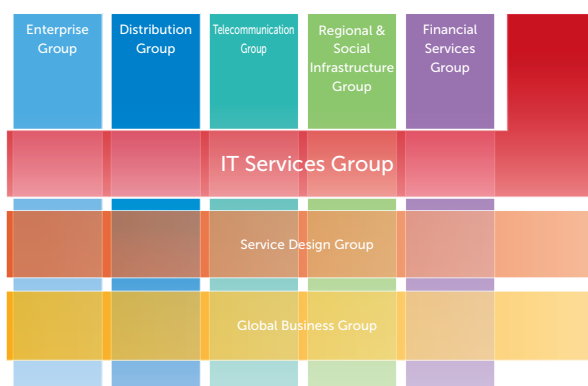 Enterprise
Group
Distribution
Group
Telecommunication
Group
Regional &
Social
Infrastructure
Group
Financial
Services
Group
IT Services Group
Service Design Group
Global Business Group